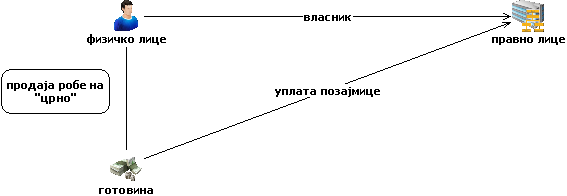 власник
физичко лице
правно лице
продаја робе на
"црно"
уплата позајмице
готовина